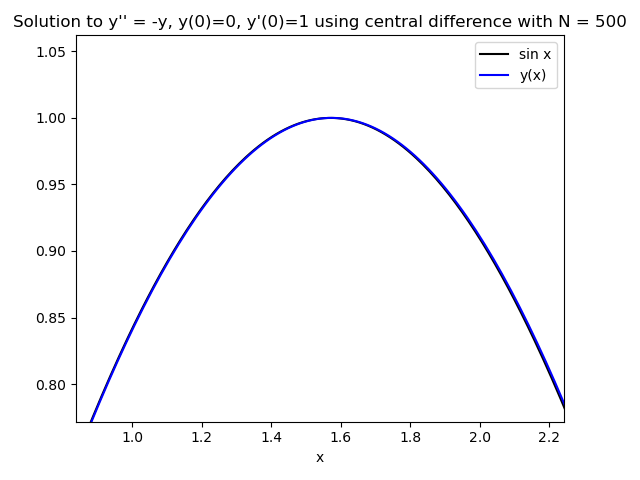 Solution to y'' = -y, y(0)=0, y'(0)=1 using central difference with N = 500
sin x
y(x)
1.05
1.00
0.95
0.90
0.85
0.80
1.0 1.2 1.4 1.6 1.8 2.0 2.2
x